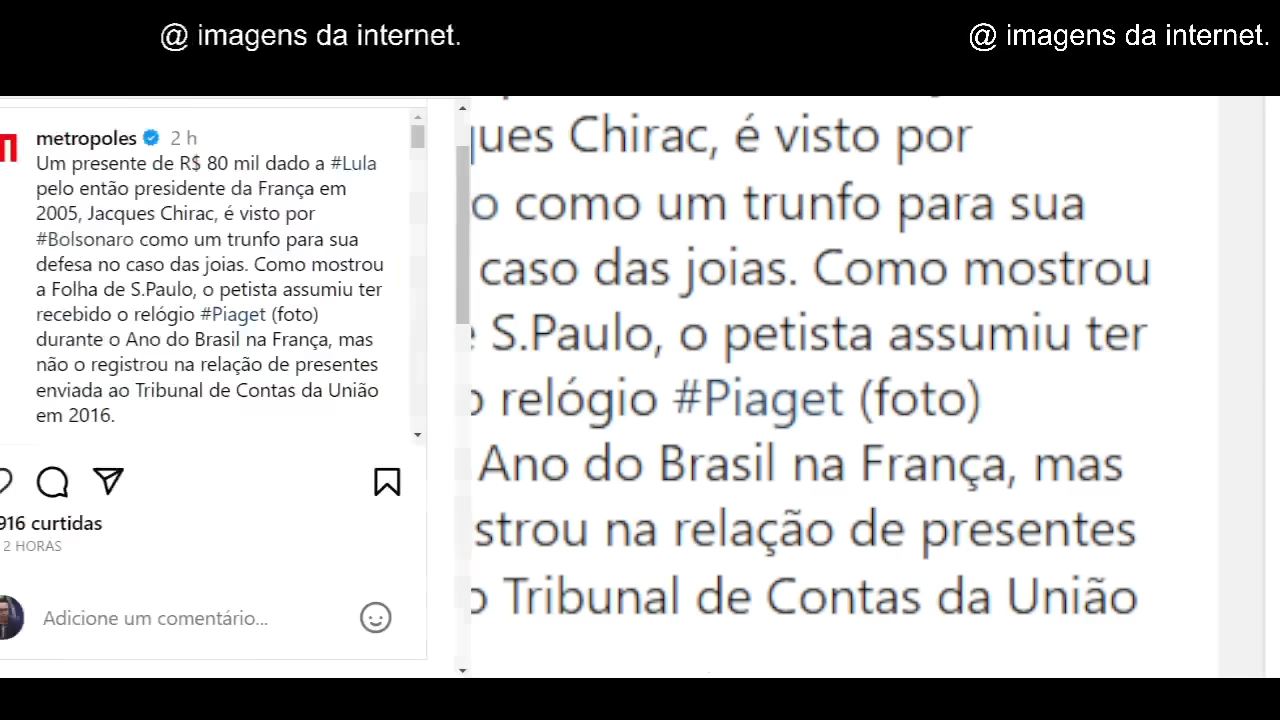 @ imagens da internet.
@ imagens da internet.
metropoles 2 h
Um presente de R$ 80 mil dado a #Lula
pelo então presidente da França em
2005, Jacques Chirac, é visto por
#Bolsonaro como um trunfo para sua
defesa no caso das joias. Como mostrou
a Folha de S.Paulo, o petista assumiu ter
recebido o relógio #Piaget (foto)
durante o Ano do Brasil na França, mas
não o registrou na relação de presentes
enviada ao Tribunal de Contas da União
em 2016.
916 curtidas
2 HORAS
Adicione um comentário...
ques Chirac, é visto por
o como um trunfo para sua
caso das joias. Como mostrou
S.Paulo, o petista assumiu ter
o relógio #Piaget (foto)
Ano do Brasil na França, mas
strou na relação de presentes
o Tribunal de Contas da União